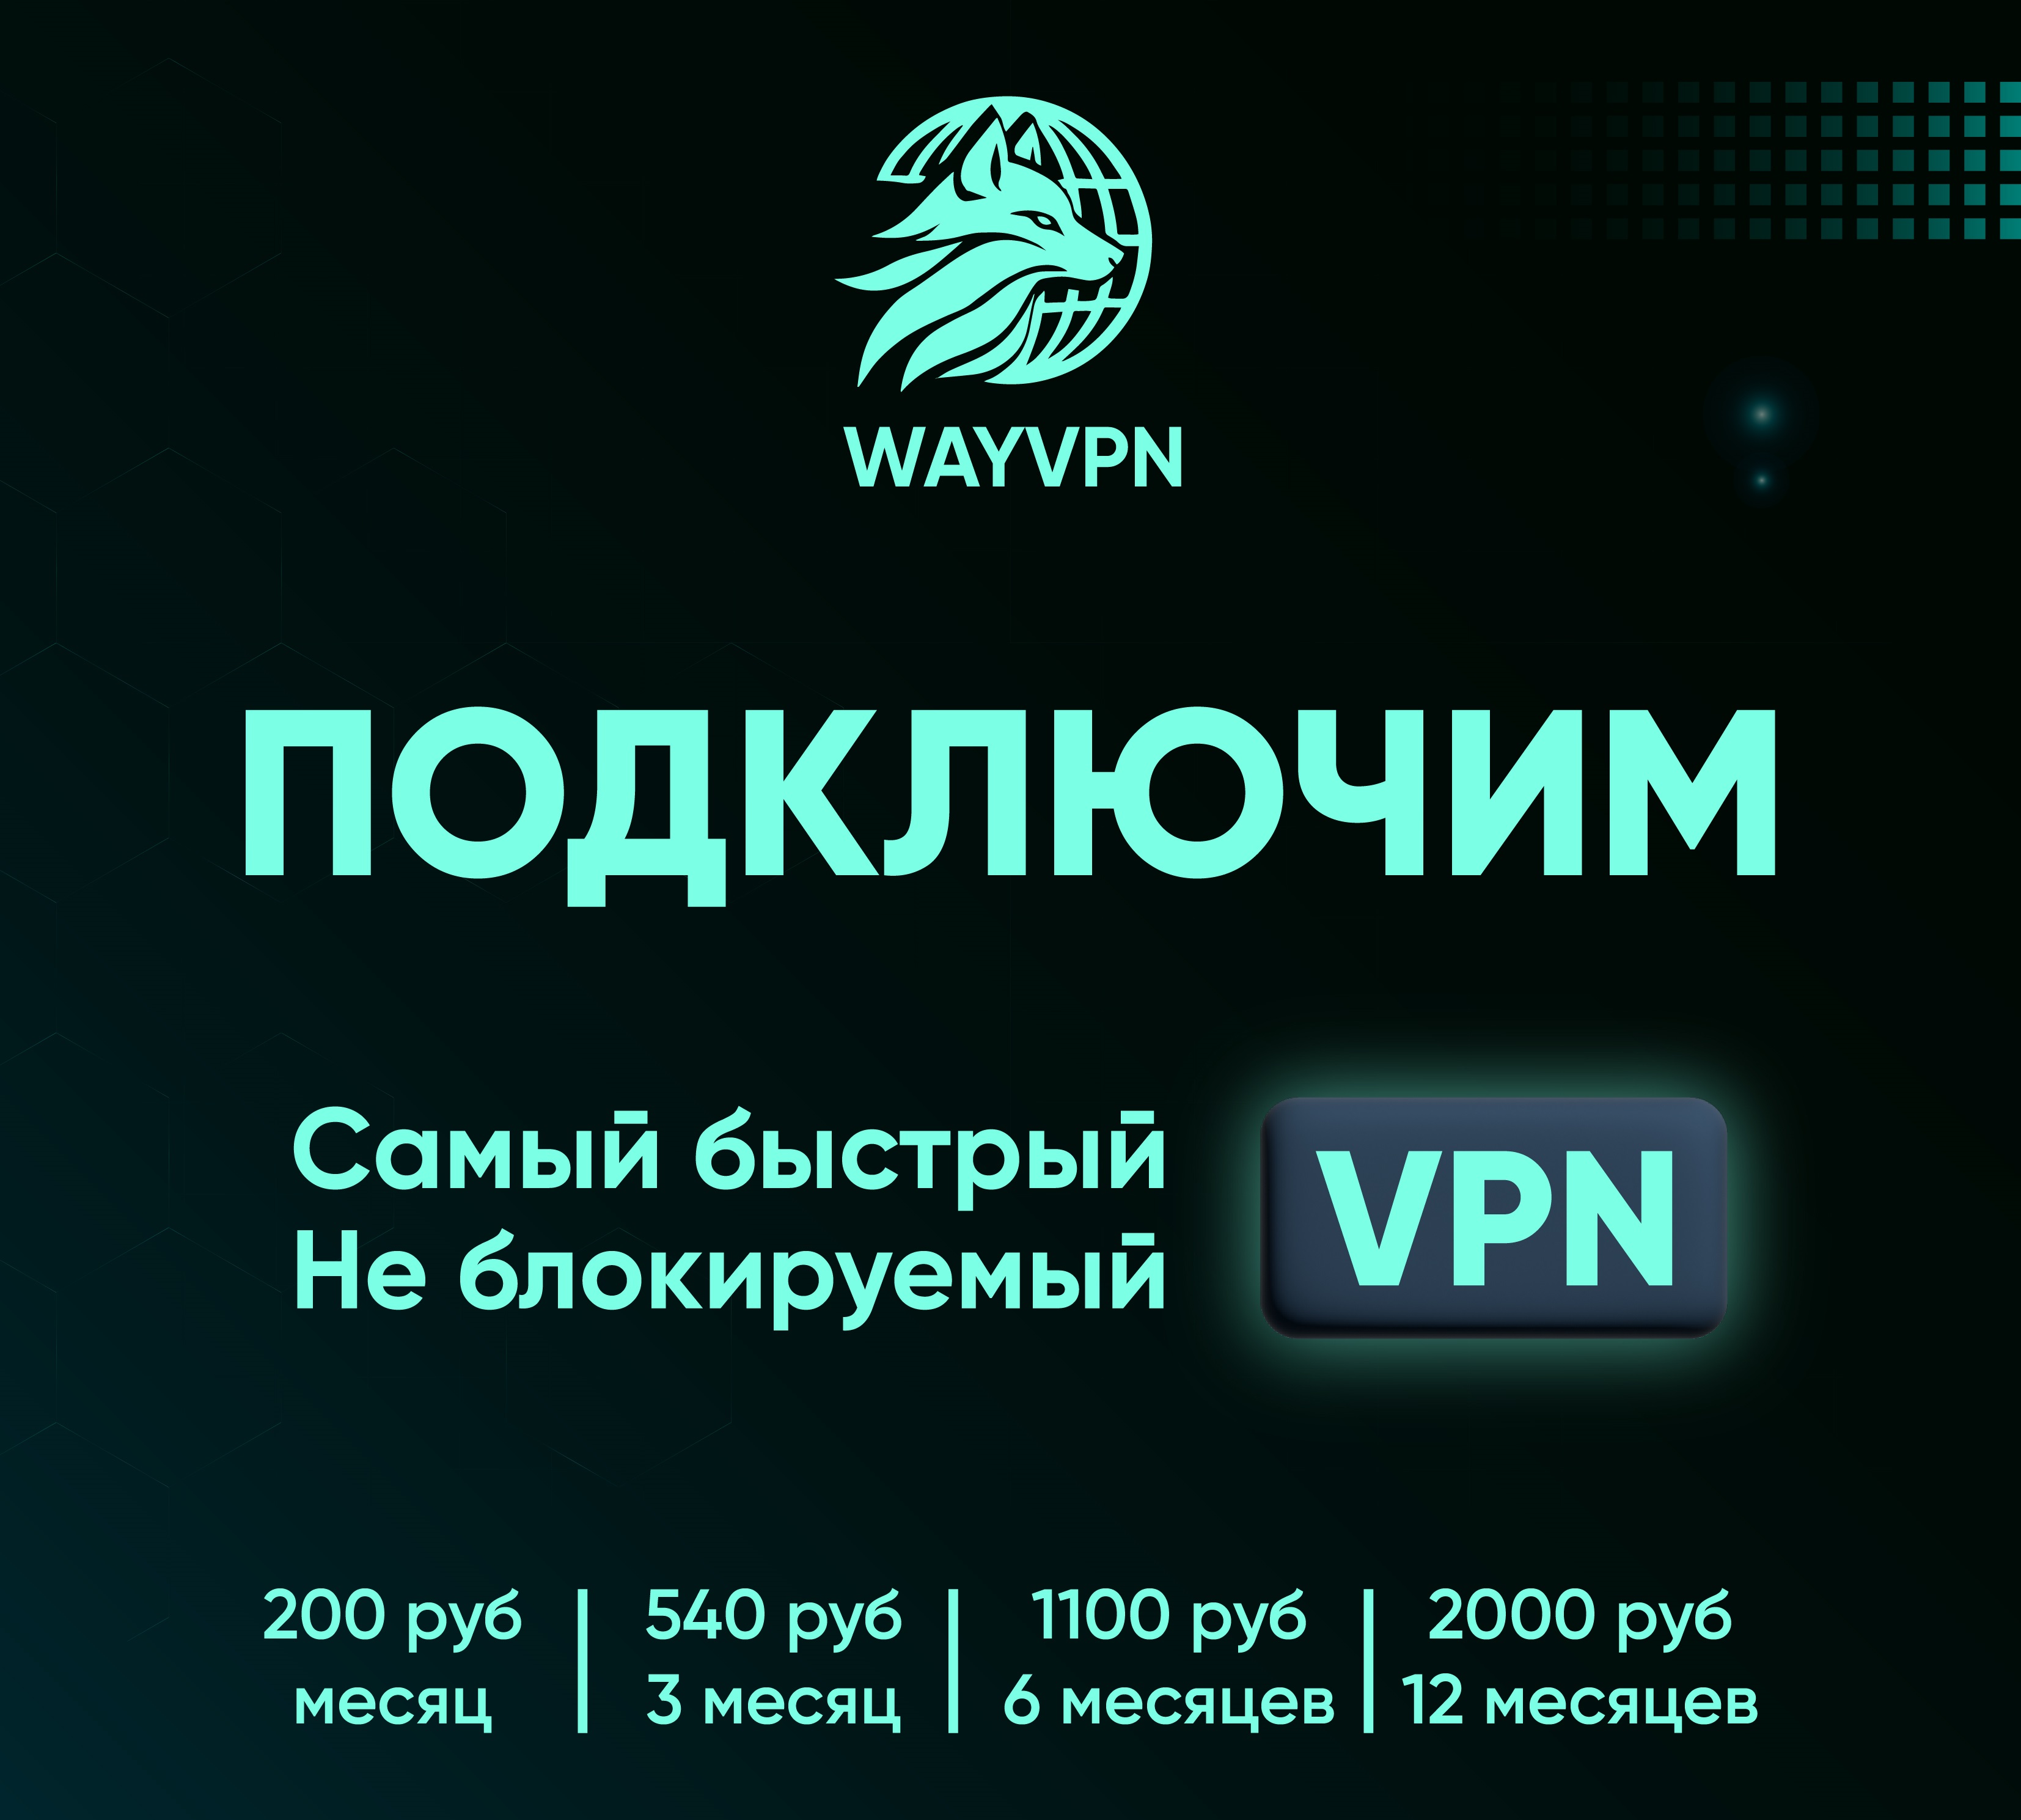 WAYVPN
ПОДКЛЮЧИМ
Самый быстрый
Не блокируемый
VPN
200 руб
месяц
540 руб
3 месяц
1100 руб
6 месяцев
2000 руб
12 месяцев